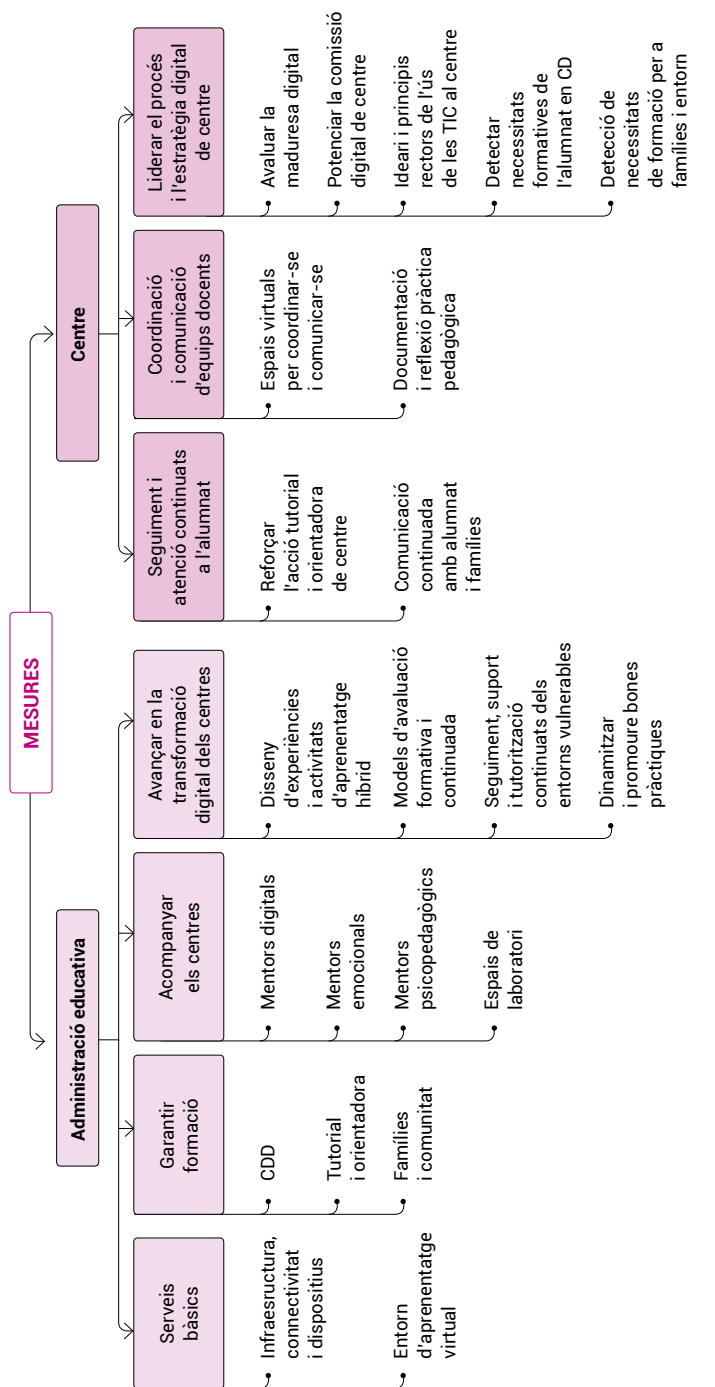 MESURES
Administració educativa
Serveis
bàsics
Infraesructura,
connectivitat
i dispositius
Entorn
d'aprenentatge
virtual
Garantir
formació
CDD
Tutorial
i orientadora
Famílies
i comunitat
Acompanyar
els centres
Mentors digitals
Mentors
emocionals
Mentors
psicopedagògics
Espais de
laboratori
Avançar en la
transformació
digital dels centres
Disseny
d'experiències
i activitats
d'aprenentatge
híbrid
Models d'avaluació
formativa i
continuada
Seguiment, suport
i tutorització
continuats dels
entorns vulnerables
Dinamitzar
i promoure bones
pràctiques
Centre
Seguiment i
atenció continuats
a l'alumnat
Reforçar
l'acció tutorial
i orientadora
de centre
Comunicació
continuada
amb alumnat
i famílies
Coordinació
i comunicació
d'equips docents
Espais virtuals
per coordinar-se
i comunicar-se
Documentació
i reflexió pràctica
pedagògica
Liderar el procés
i l'estratègia digital
de centre
Avaluar la
maduresa digital
Potenciar la comissió
digital de centre
Ideari i principis
rectors de l'ús
de les TIC al centre
Detectar
necessitats
formatives de
l'alumnat en CD
Detecció de
necessitats
de formació per a
famílies i entorn